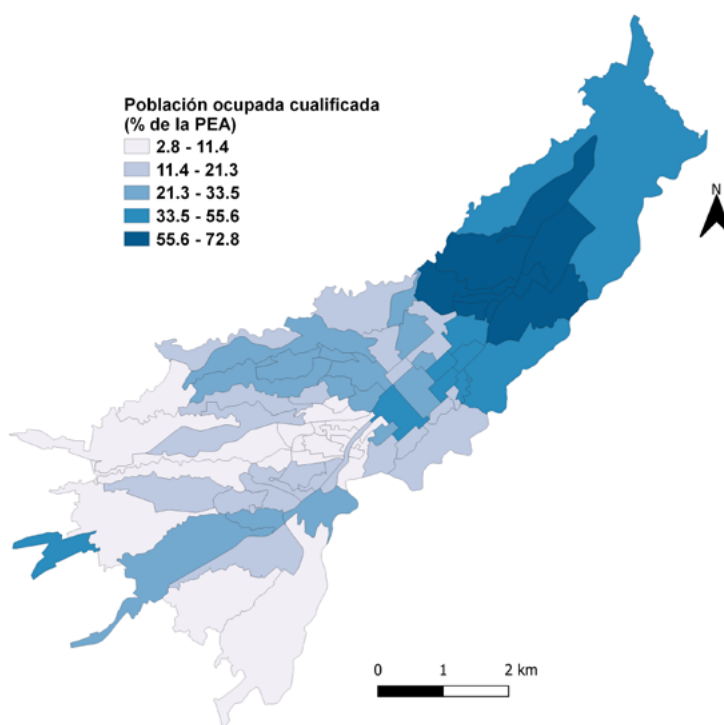 Población ocupada cualificada
(% de la PEA)
2.8 - 11.4
11.4 - 21.3
21.3 - 33.5
33.5 - 55.6
55.6 - 72.8
N
0 1 2 km